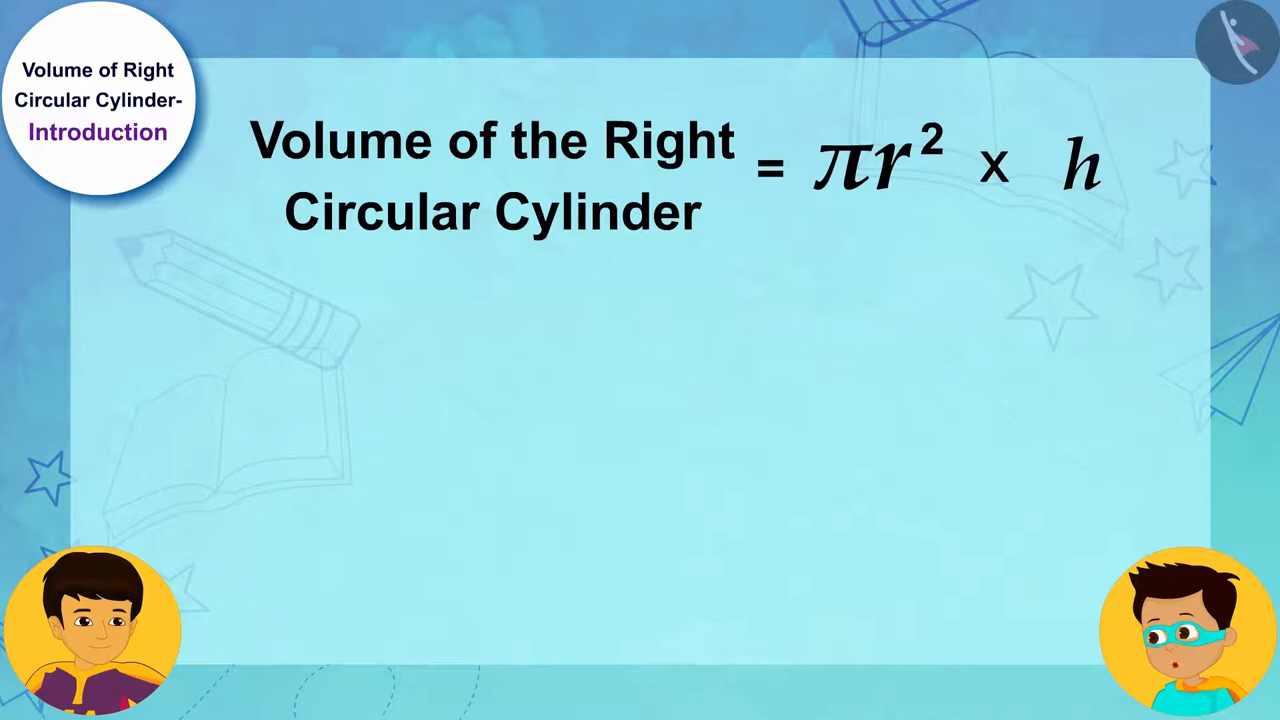 Volume of Right
Circular Cylinder-
Introduction
Volume of the Right
Circular Cylinder
= πr² x h